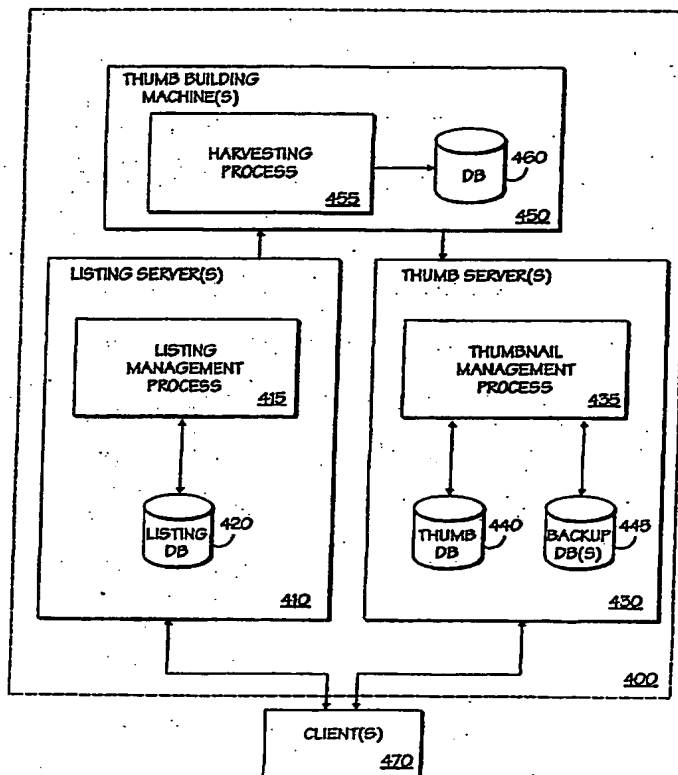 THUMB BUILDING
MACHINE(S)
HARVESTING
PROCESS
455
DB
460
450
LISTING SERVER(S)
LISTING
MANAGEMENT
PROCESS
415
LISTING
DB
420
410
THUMB SERVER(S)
THUMBNAIL
MANAGEMENT
PROCESS
435
THUMB
DB
440
BACKUP
DB(S)
445
430
400
CLIENT(S)
470